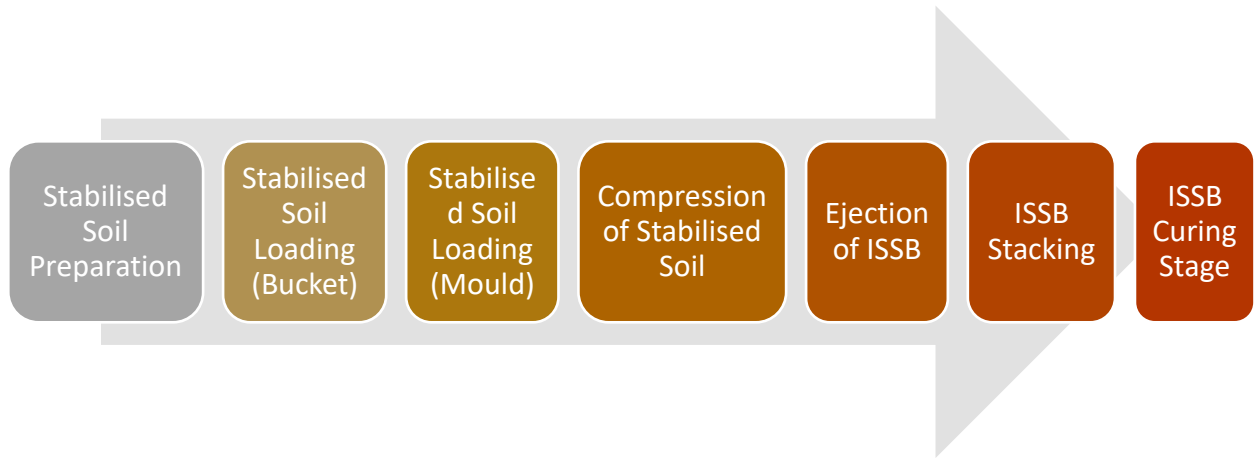 Stabilised
Soil
Preparation
Stabilised
Soil
Loading
(Bucket)
Stabilise
d Soil
Loading
(Mould)
Compression
of Stabilised
Soil
Ejection
of ISSB
ISSB
Stacking
ISSB
Curing
Stage